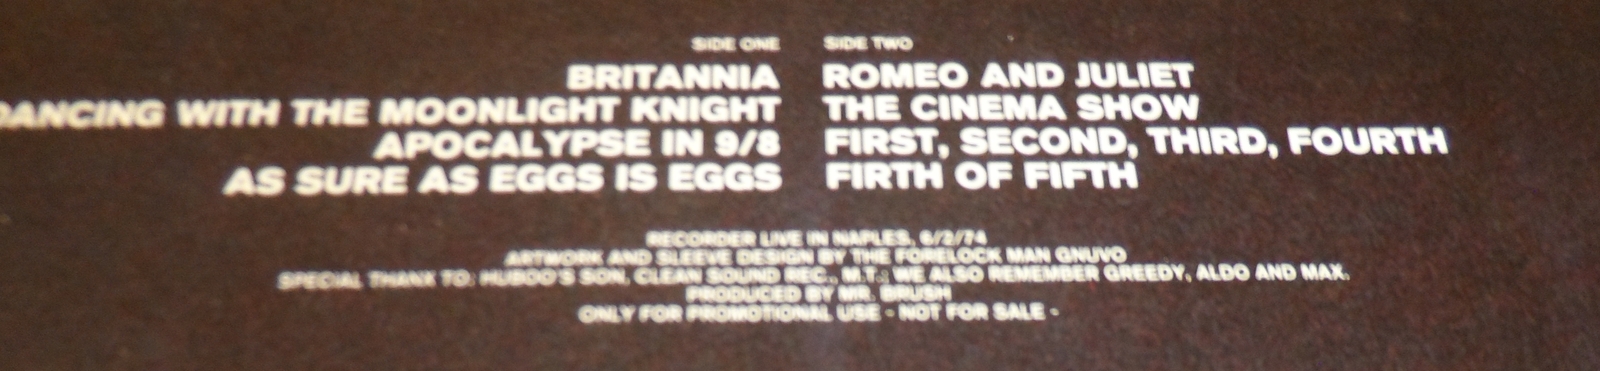 SIDE ONE
BRITANNIA
DANCING WITH THE MOONLIGHT KNIGHT
APOCALYPSE IN 9/8
AS SURE AS EGGS IS EGGS
SIDE TWO
ROMEO AND JULIET
THE CINEMA SHOW
FIRST, SECOND, THIRD, FOURTH
FIRTH OF FIFTH
RECORDER LIVE IN NAPLES, 6/2/74
ARTWORK AND SLEEVE DESIGN BY THE FORELOCK MAN GNUVO
SPECIAL THANX TO: HUBOO'S SON, CLEAN SOUND REC., M.T.: WE ALSO REMEMBER GREEDY, ALDO AND MAX.
PRODUCED BY MR. BRUSH
ONLY FOR PROMOTIONAL USE - NOT FOR SALE -